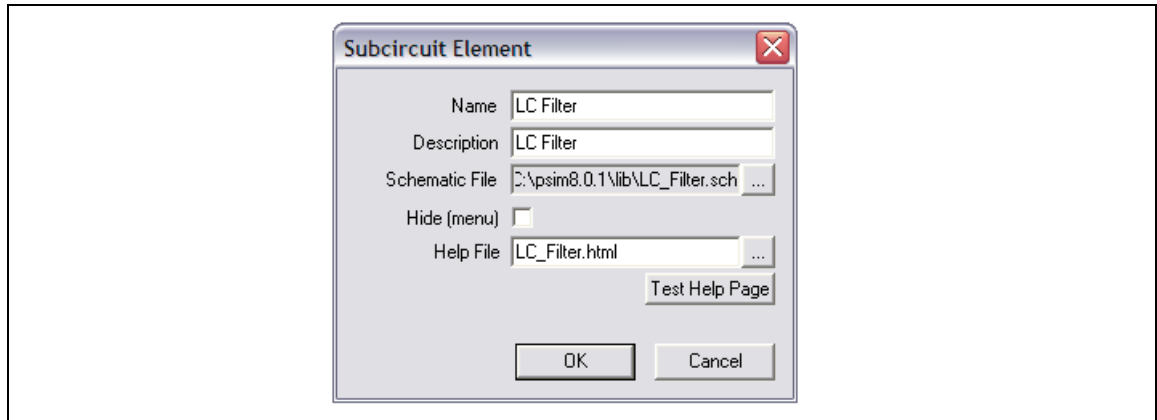 Subcircuit Element
Name LC Filter
Description LC Filter
Schematic File C:\psim8.0.1\lib\LC_Filter.sch ...
Hide (menu)
Help File LC_Filter.html ...
Test Help Page
OK Cancel